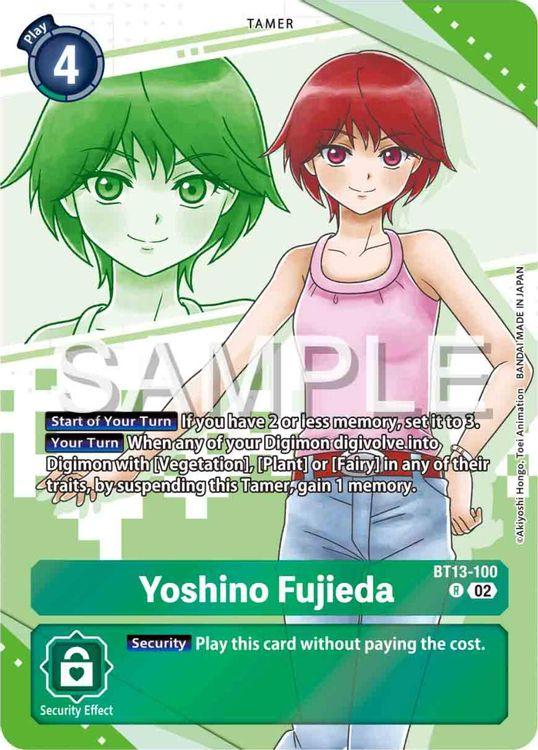 TAMER
Play
4
SAMPLE
Start of Your Turn If you have 2 or less memory, set it to 3.
Your Turn When any of your Digimon digivolve into
Digimon with [Vegetation], [Plant] or [Fairy] in any of their
traits, by suspending this Tamer, gain 1 memory.
©Akiyoshi Hongo, Toei Animation BANDAI MADE IN JAPAN
BT13-100
Yoshino Fujieda
R 02
Security Play this card without paying the cost.
Security Effect